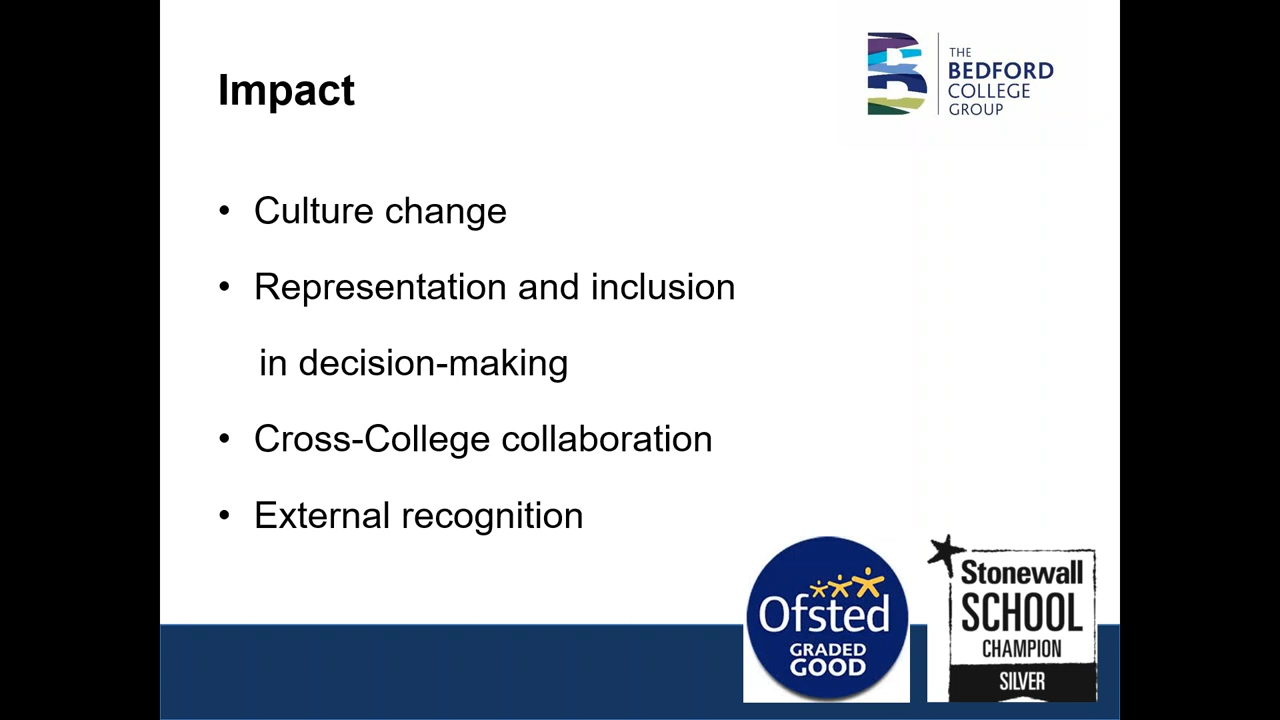 Impact
THE
BEDFORD
COLLEGE
GROUP
• Culture change
• Representation and inclusion
in decision-making
• Cross-College collaboration
• External recognition
Ofsted
GRADED
GOOD
Stonewall
SCHOOL
CHAMPION
SILVER